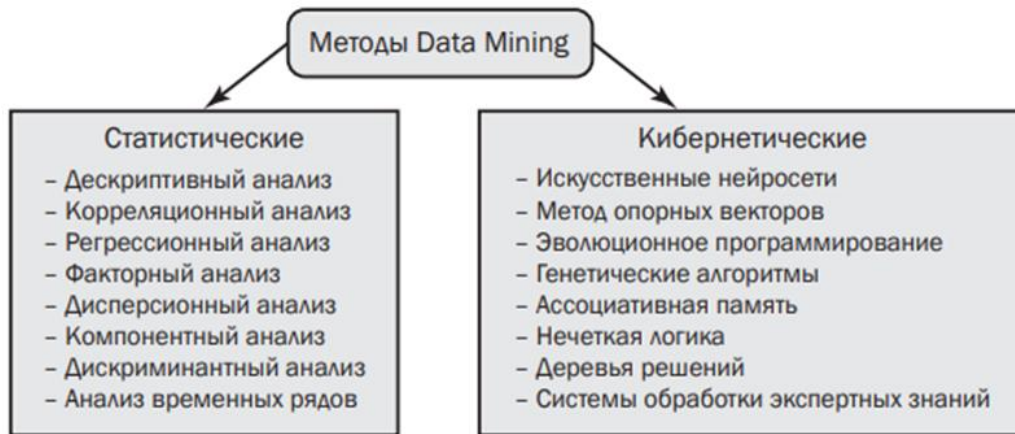 Методы Data Mining
Статистические
– Дескриптивный анализ
– Корреляционный анализ
– Регрессионный анализ
– Факторный анализ
– Дисперсионный анализ
– Компонентный анализ
– Дискриминантный анализ
– Анализ временных рядов
Кибернетические
– Искусственные нейросети
– Метод опорных векторов
– Эволюционное программирование
– Генетические алгоритмы
– Ассоциативная память
– Нечеткая логика
– Деревья решений
– Системы обработки экспертных знаний